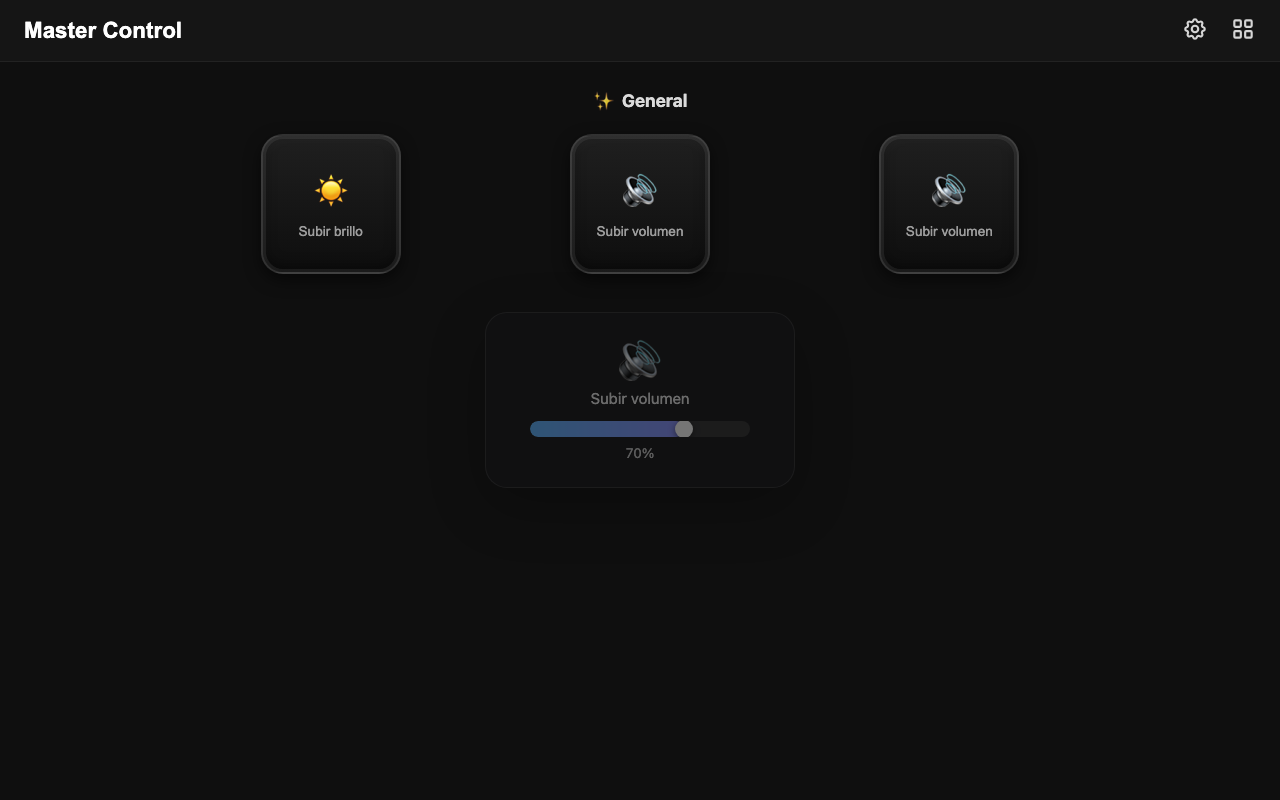 Master Control
✨ General
Subir brillo
Subir volumen
Subir volumen
Subir volumen
70%